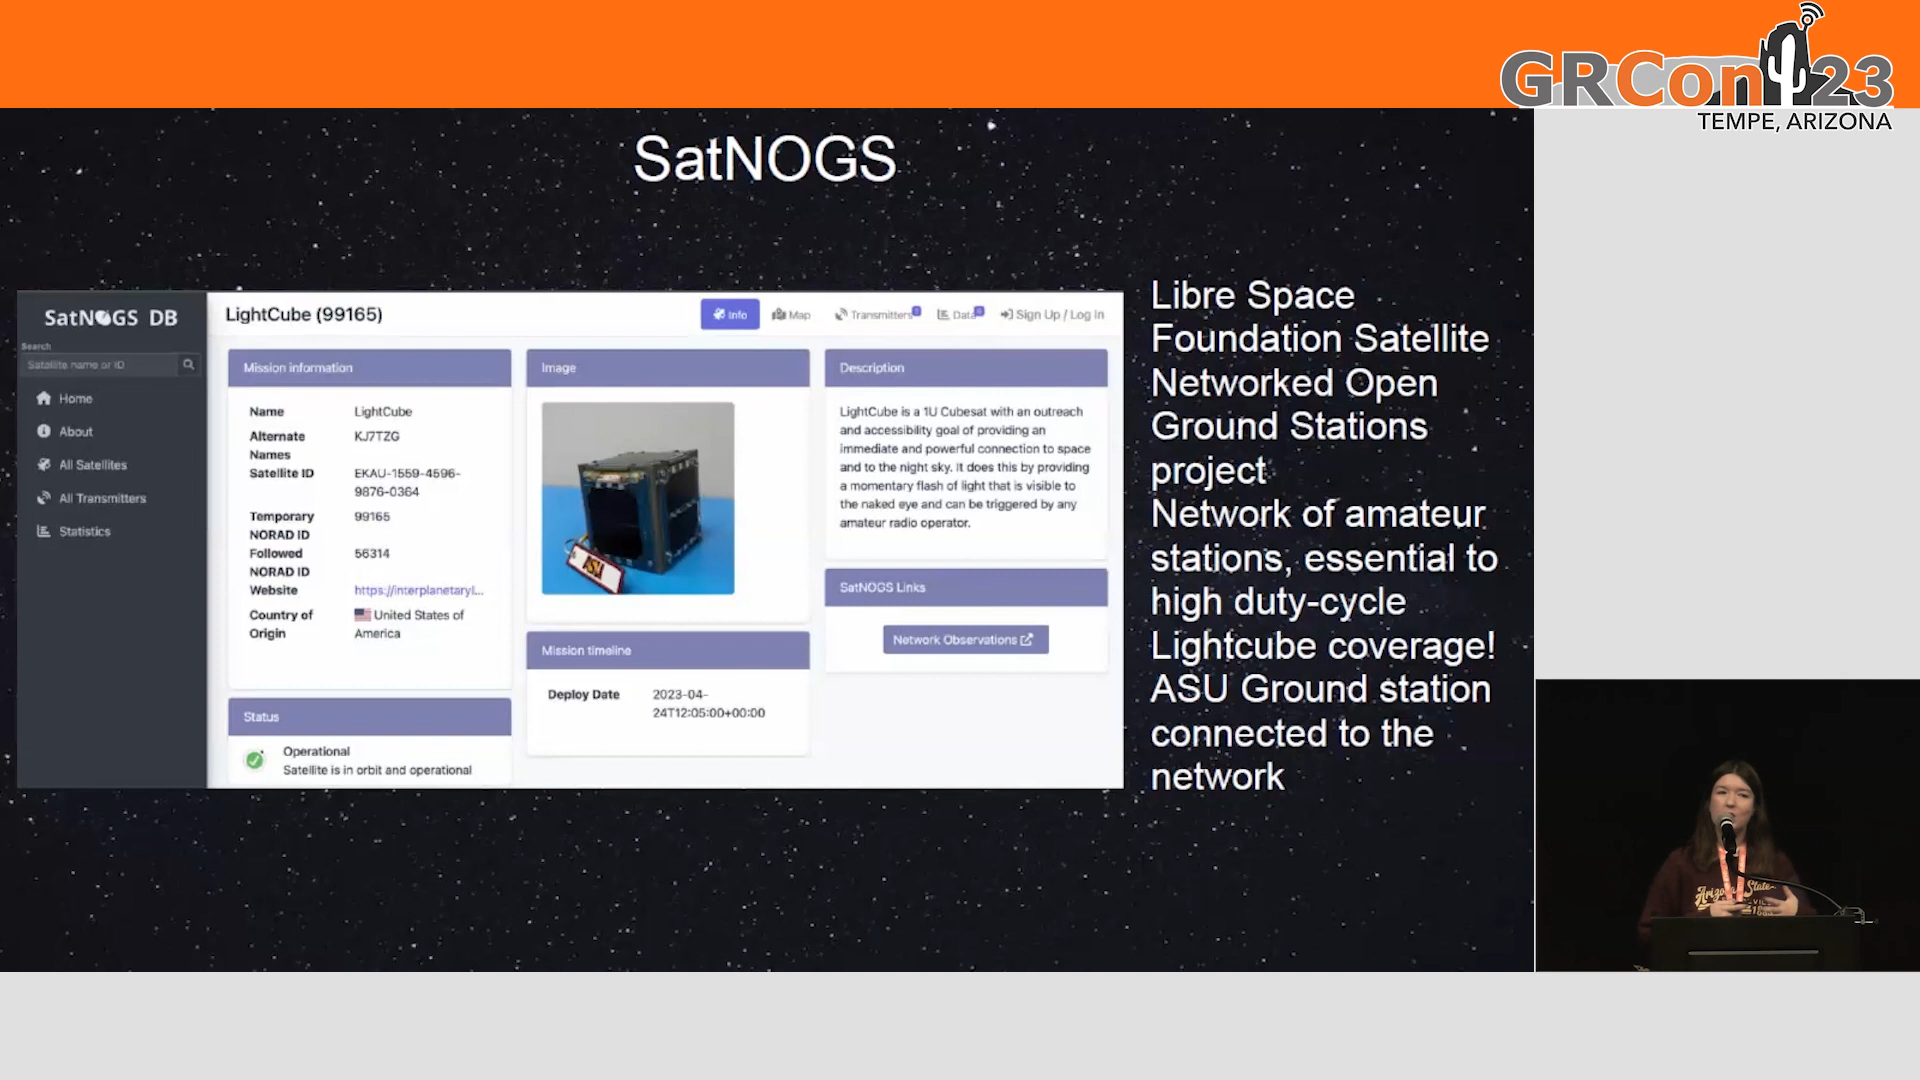 GRCon 23
TEMPE, ARIZONA
SatNOGS
SatNOGS DB
Search
Satellite name or ID
Home
About
All Satellites
All Transmitters
Statistics
LightCube (99165)
Info
Map
Transmitters
Data
Sign Up / Log In
Mission information
Name LightCube
Alternate KJ7TZG
Names
Satellite ID EKAU-1559-4596-
9876-0364
Temporary 99165
NORAD ID
Followed 56314
NORAD ID
Website https://interplanetaryl...
Country of United States of
Origin America
Status
Operational
Satellite is in orbit and operational
Image
ASU
Mission timeline
Deploy Date 2023-04-
24T12:05:00+00:00
Description
LightCube is a 1U Cubesat with an outreach
and accessibility goal of providing an
immediate and powerful connection to space
and to the night sky. It does this by providing
a momentary flash of light that is visible to
the naked eye and can be triggered by any
amateur radio operator.
SatNOGS Links
Network Observations
Libre Space
Foundation Satellite
Networked Open
Ground Stations
project
Network of amateur
stations, essential to
high duty-cycle
Lightcube coverage!
ASU Ground station
connected to the
network
Arizona State